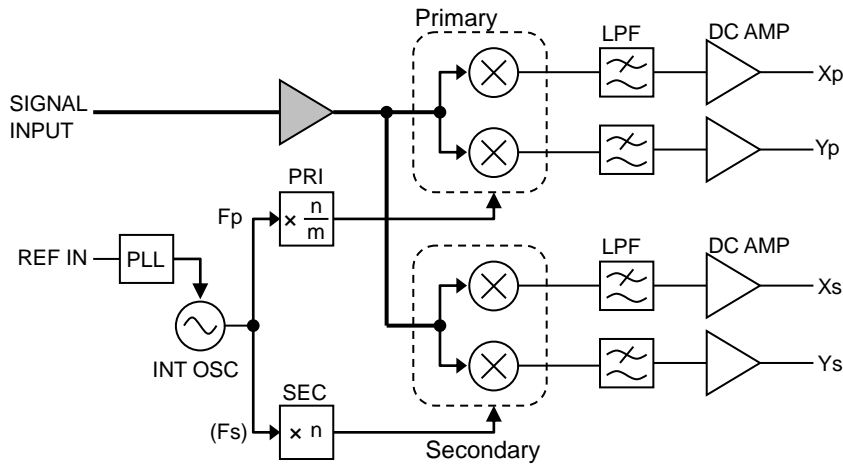 Primary
LPF
DC AMP
Xp
SIGNAL
INPUT
Yp
PRI
Fp
× n/m
REF IN
PLL
LPF
DC AMP
Xs
INT OSC
Ys
SEC
(Fs)
× n
Secondary